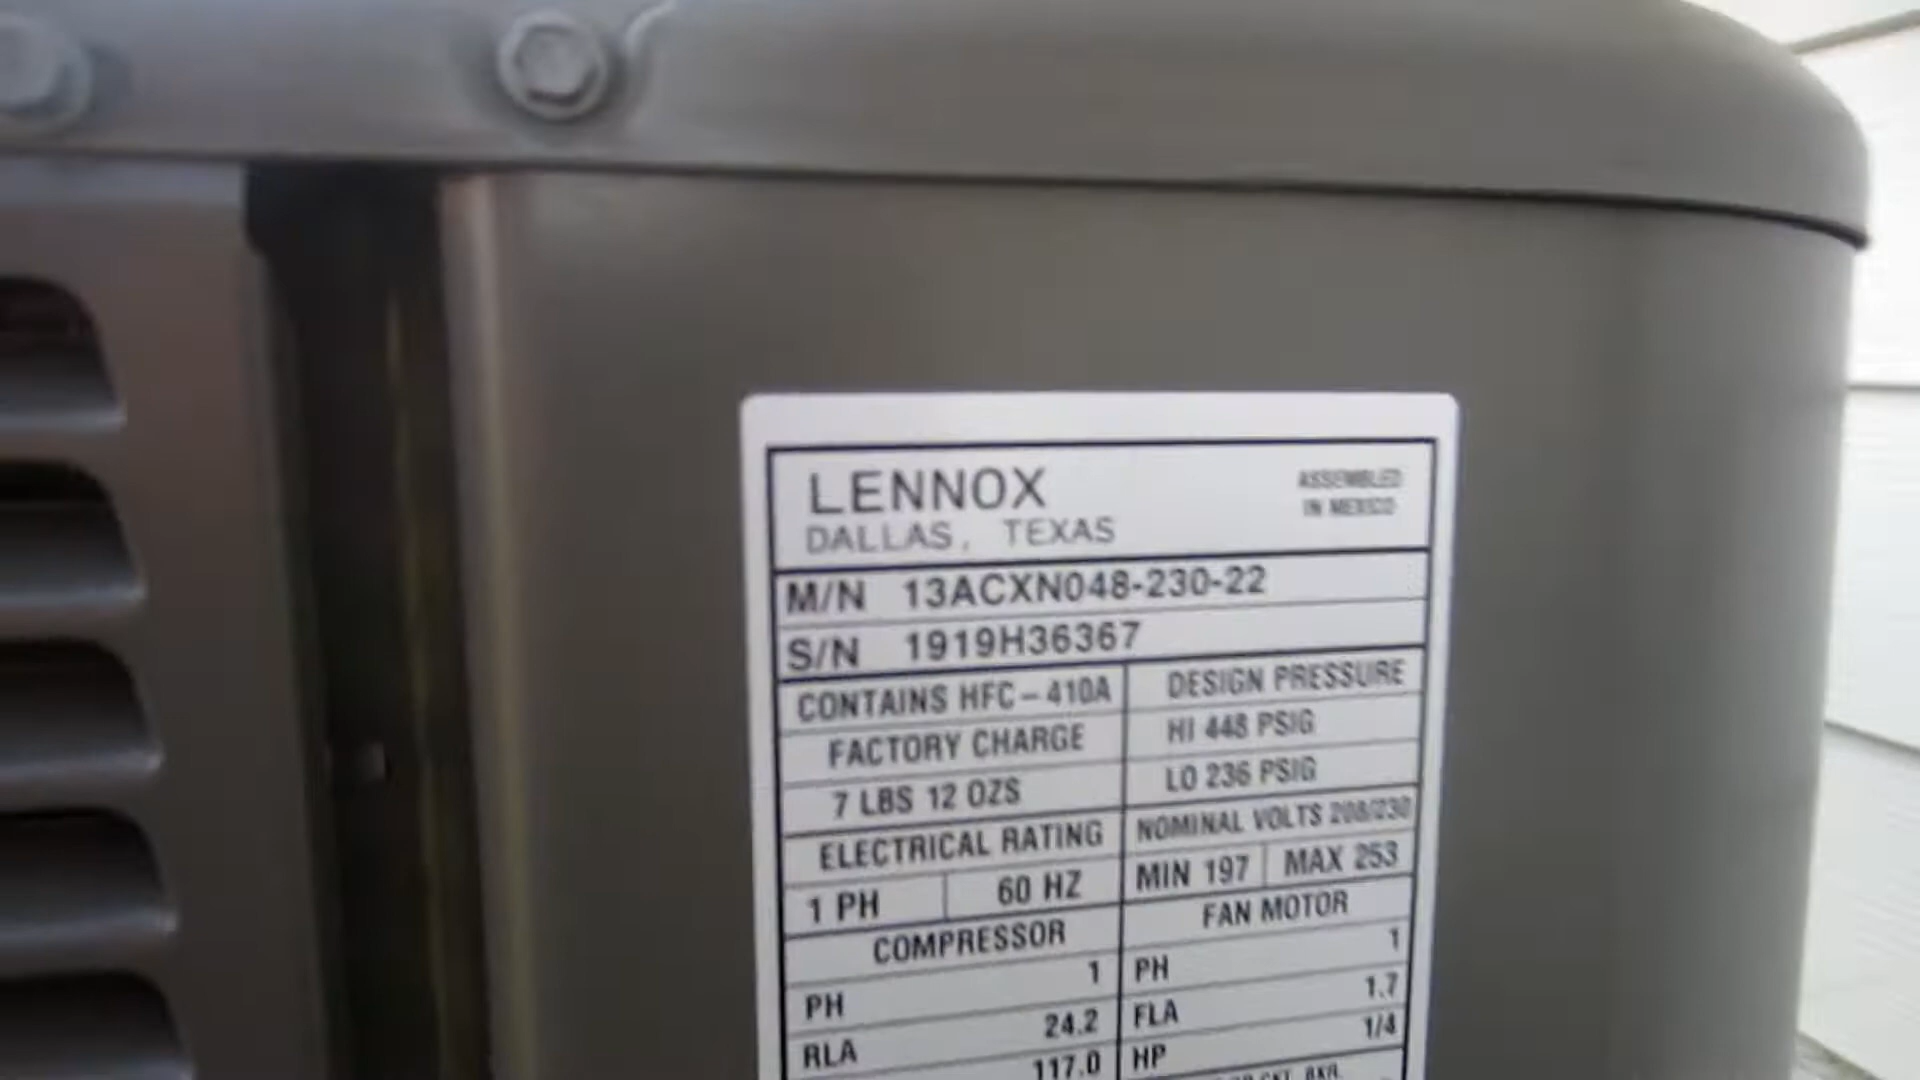 LENNOX
DALLAS, TEXAS
ASSEMBLED
IN MEXICO
M/N 13ACXN048-230-22
S/N 1919H36367
CONTAINS HFC-410A
DESIGN PRESSURE
FACTORY CHARGE
HI 448 PSIG
7 LBS 12 OZS
LO 236 PSIG
ELECTRICAL RATING
NOMINAL VOLTS 208/230
1 PH 60 HZ
MIN 197 MAX 253
COMPRESSOR
FAN MOTOR
PH 1
PH 1
RLA 24.2
FLA 1.7
117.0
HP 1/4